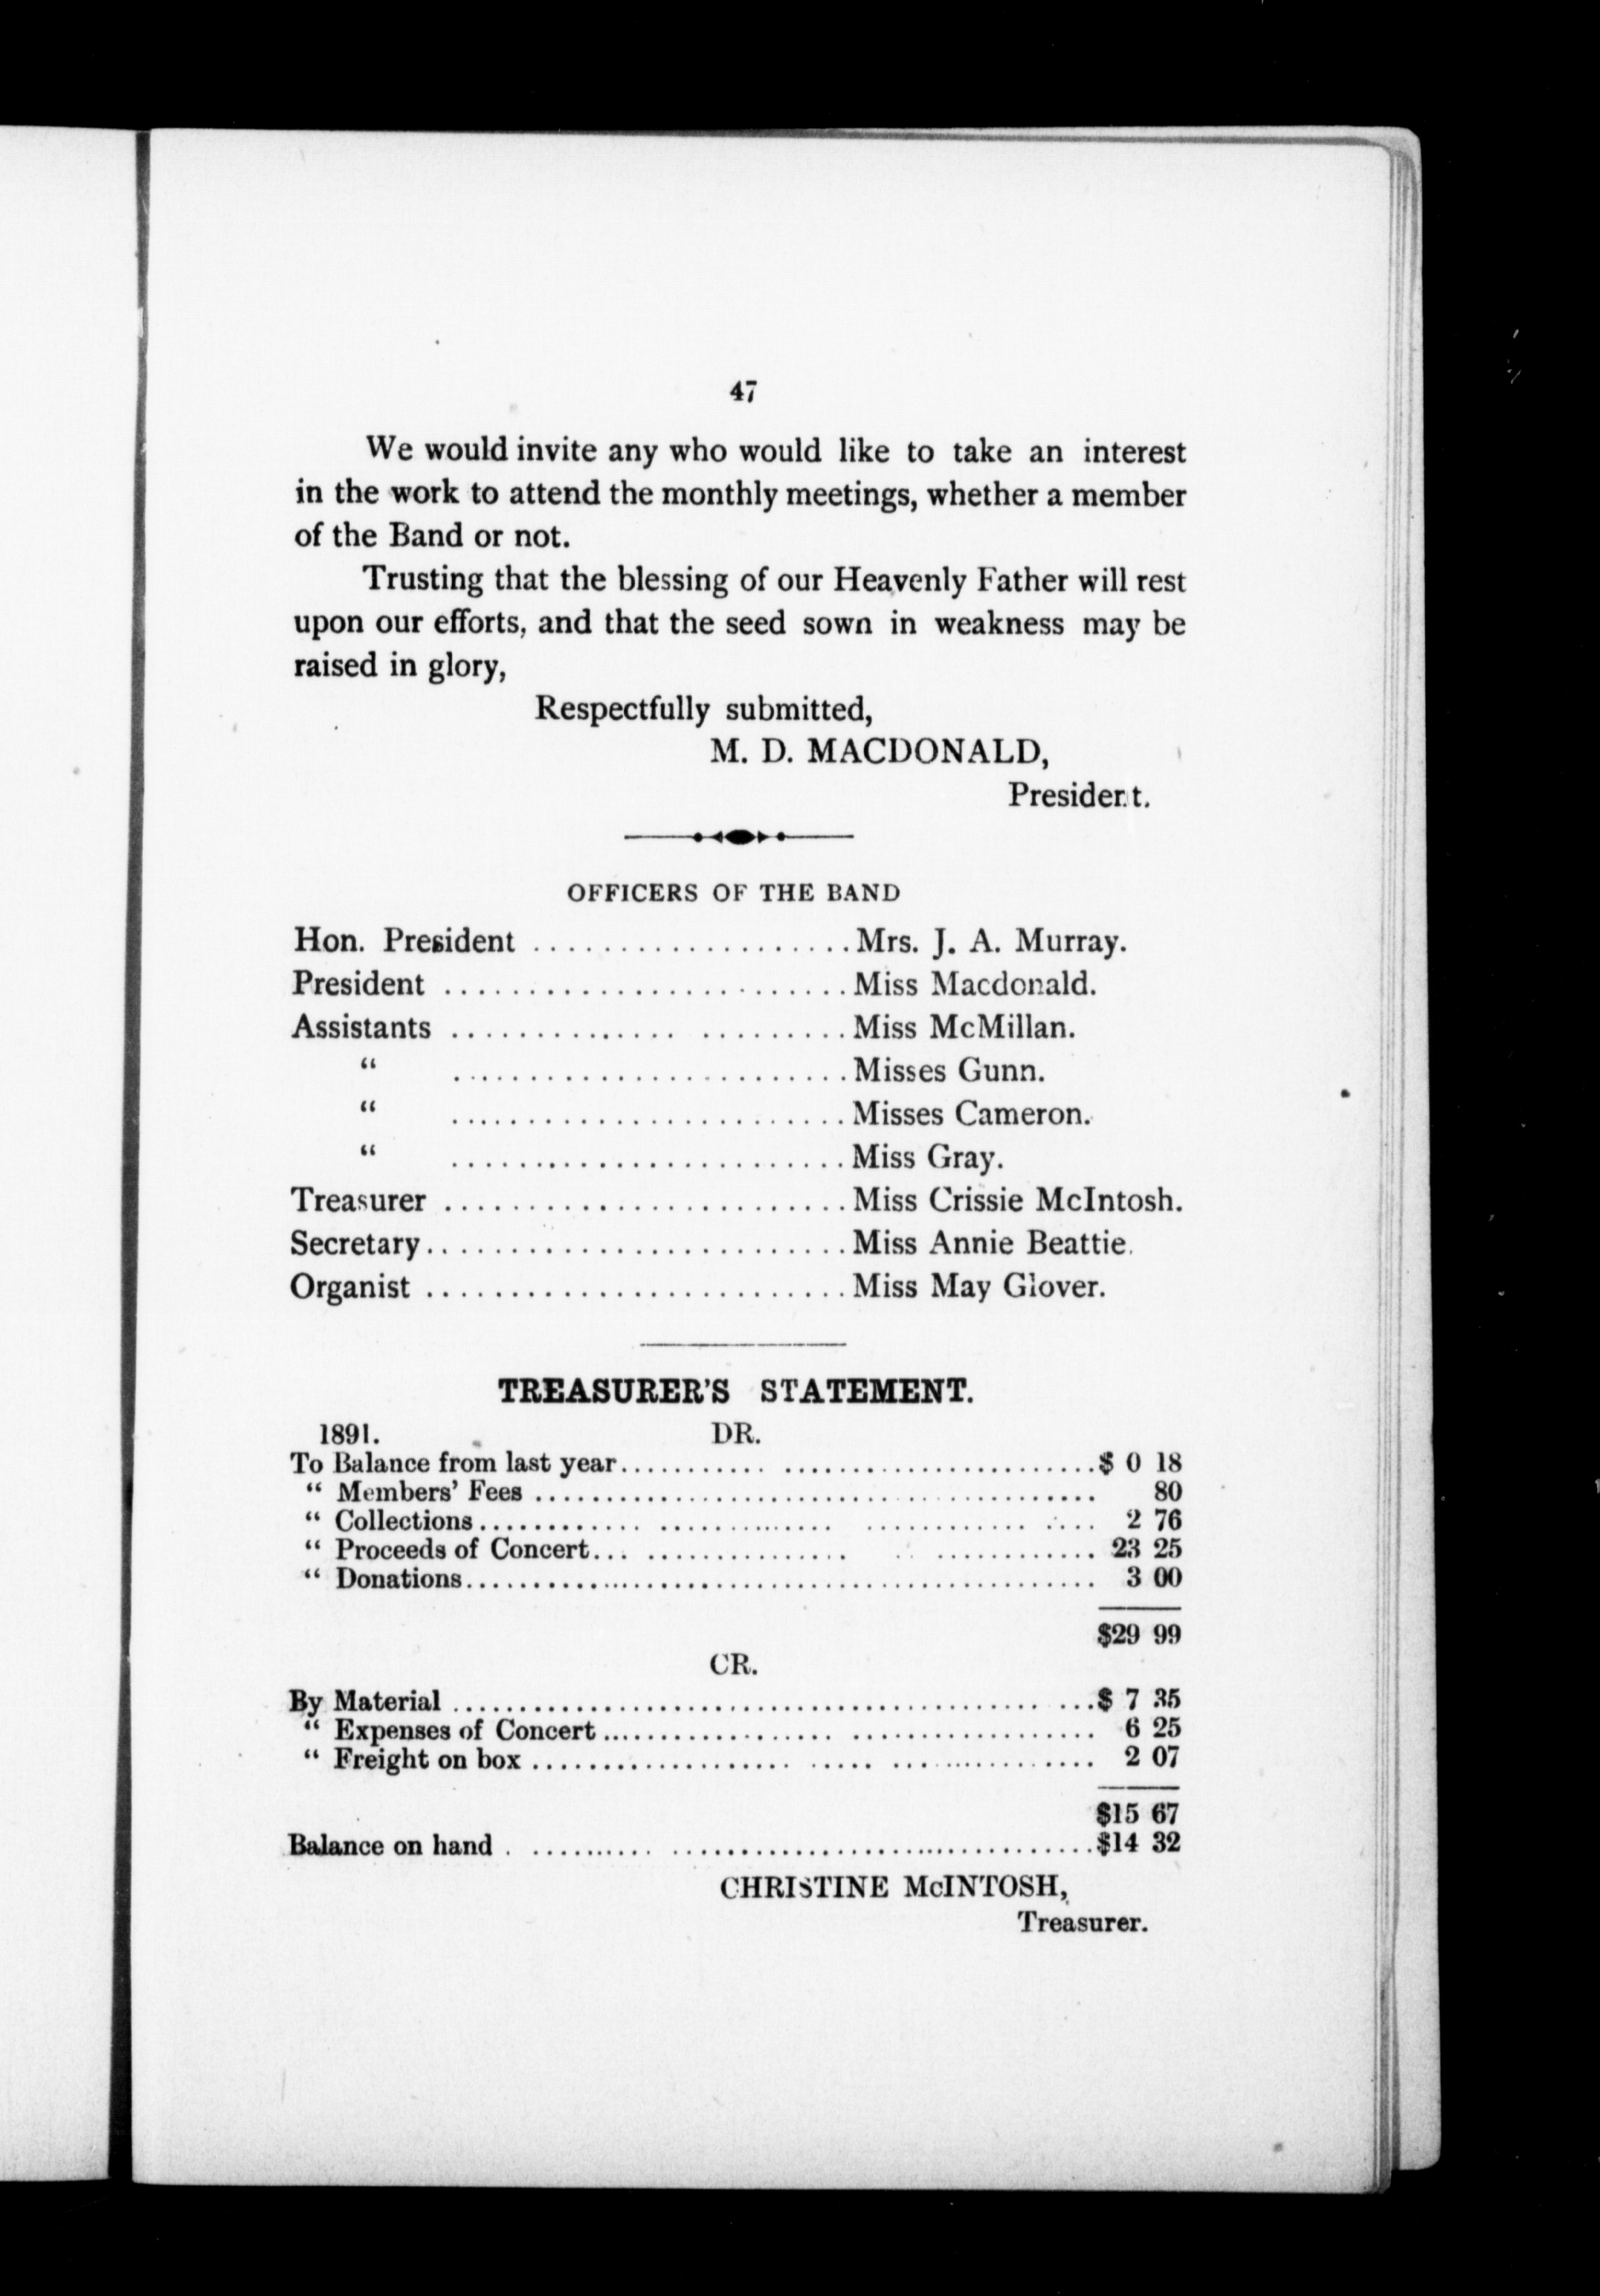 47
We would invite any who would like to take an interest
in the work to attend the monthly meetings, whether a member
of the Band or not.
Trusting that the blessing of our Heavenly Father will rest
upon our efforts, and that the seed sown in weakness may be
raised in glory,
Respectfully submitted,
M. D. MACDONALD,
President.
OFFICERS OF THE BAND
Hon. President ................... Mrs. J. A. Murray.
President ........................ Miss Macdonald.
Assistants ....................... Miss McMillan.
“ ........................ Misses Gunn.
“ ........................ Misses Cameron.
“ ........................ Miss Gray.
Treasurer ........................ Miss Crissie McIntosh.
Secretary ......................... Miss Annie Beattie.
Organist ......................... Miss May Glover.
TREASURER'S STATEMENT.
1891. DR.
To Balance from last year ........................ $ 0 18
“ Members' Fees ........................ 80
“ Collections ........................ 2 76
“ Proceeds of Concert ........................ 23 25
“ Donations ........................ 3 00
$29 99
CR.
By Material ........................ $ 7 35
“ Expenses of Concert ........................ 6 25
“ Freight on box ........................ 2 07
$15 67
Balance on hand ........................ $14 32
CHRISTINE McINTOSH,
Treasurer.